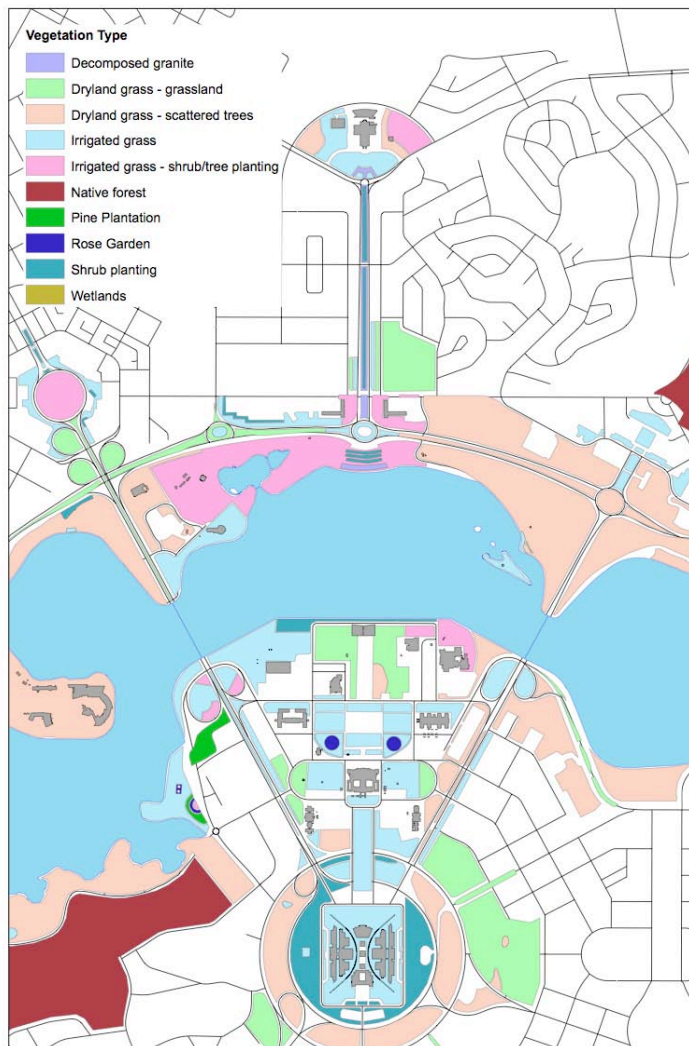 Vegetation Type
Decomposed granite
Dryland grass - grassland
Dryland grass - scattered trees
Irrigated grass
Irrigated grass - shrub/tree planting
Native forest
Pine Plantation
Rose Garden
Shrub planting
Wetlands